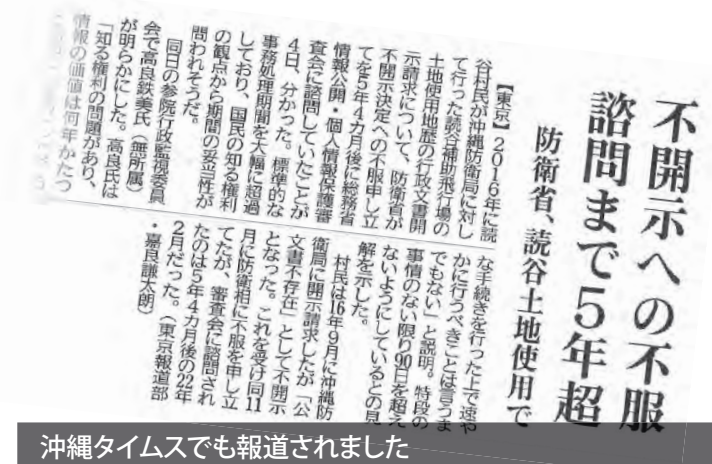 不開示への不服
諮問まで5年超
防衛省、読谷土地使用で
【東京】2016年に読
谷村民が沖縄防衛局に対し
て行った読谷補助飛行場の
土地使用地歴の行政文書開
示請求について、防衛省が
不開示決定への不服申し立
てを5年4カ月後に総務省
情報公開・個人情報保護審
査会に諮問していたことが
4日、分かった。標準的な
事務処理期間を大幅に超過
しており、国民の知る権利
の観点から期間の妥当性が
問われそうだ。
同日の参院行政監視委員
会で高良鉄美氏（無所属）
が明らかにした。高良氏は
「知る権利の問題があり、
情報の価値は何年かたつ
な手続きを行った上で速や
かに行うべきことは言うま
でもない」と説明。特段の
事情のない限り90日を超え
ないようにしているとの見
解を示した。
村民は16年9月に沖縄防
衛局に開示請求したが「公
文書不存在」として不開示
となった。これを受け同11
月に防衛相に不服を申し立
てたが、審査会に諮問され
たのは5年4カ月後の22年
2月だった。（東京報道部
・嘉良謙太朗）
沖縄タイムスでも報道されました